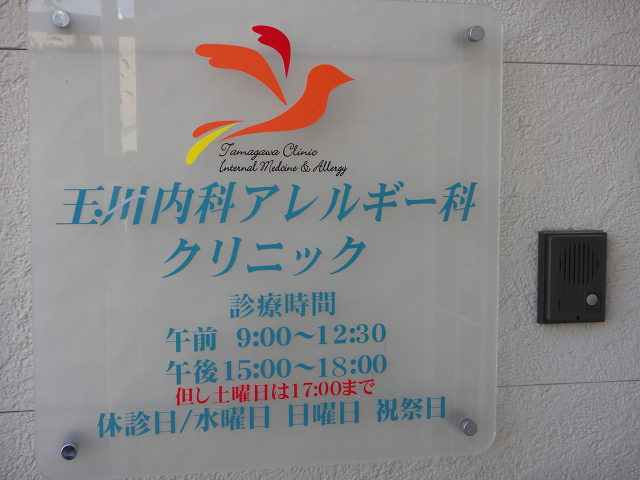 Tamagawa Clinic
Internal Medcine & Allergy
玉川内科アレルギー科
クリニック
診療時間
午前 9:00～12:30
午後15:00～18:00
但し土曜日は17:00まで
休診日/水曜日 日曜日 祝祭日